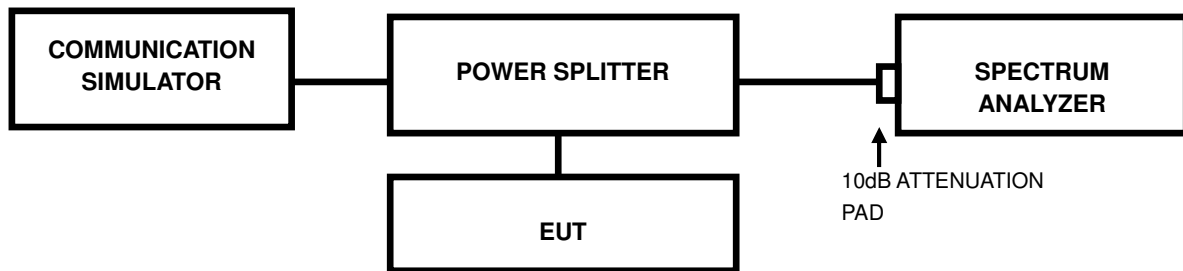 COMMUNICATION
SIMULATOR
POWER SPLITTER
SPECTRUM
ANALYZER
10dB ATTENUATION
PAD
EUT